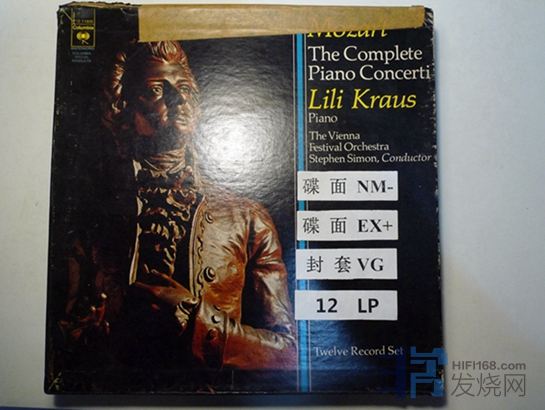 Columbia
Mozart
The Complete
Piano Concerti
Lili Kraus
Piano
The Vienna
Festival Orchestra
Stephen Simon, Conductor
碟面 NM-
碟面 EX+
封套 VG
12 LP
Twelve Record Set
HIFI168.com
发烧网